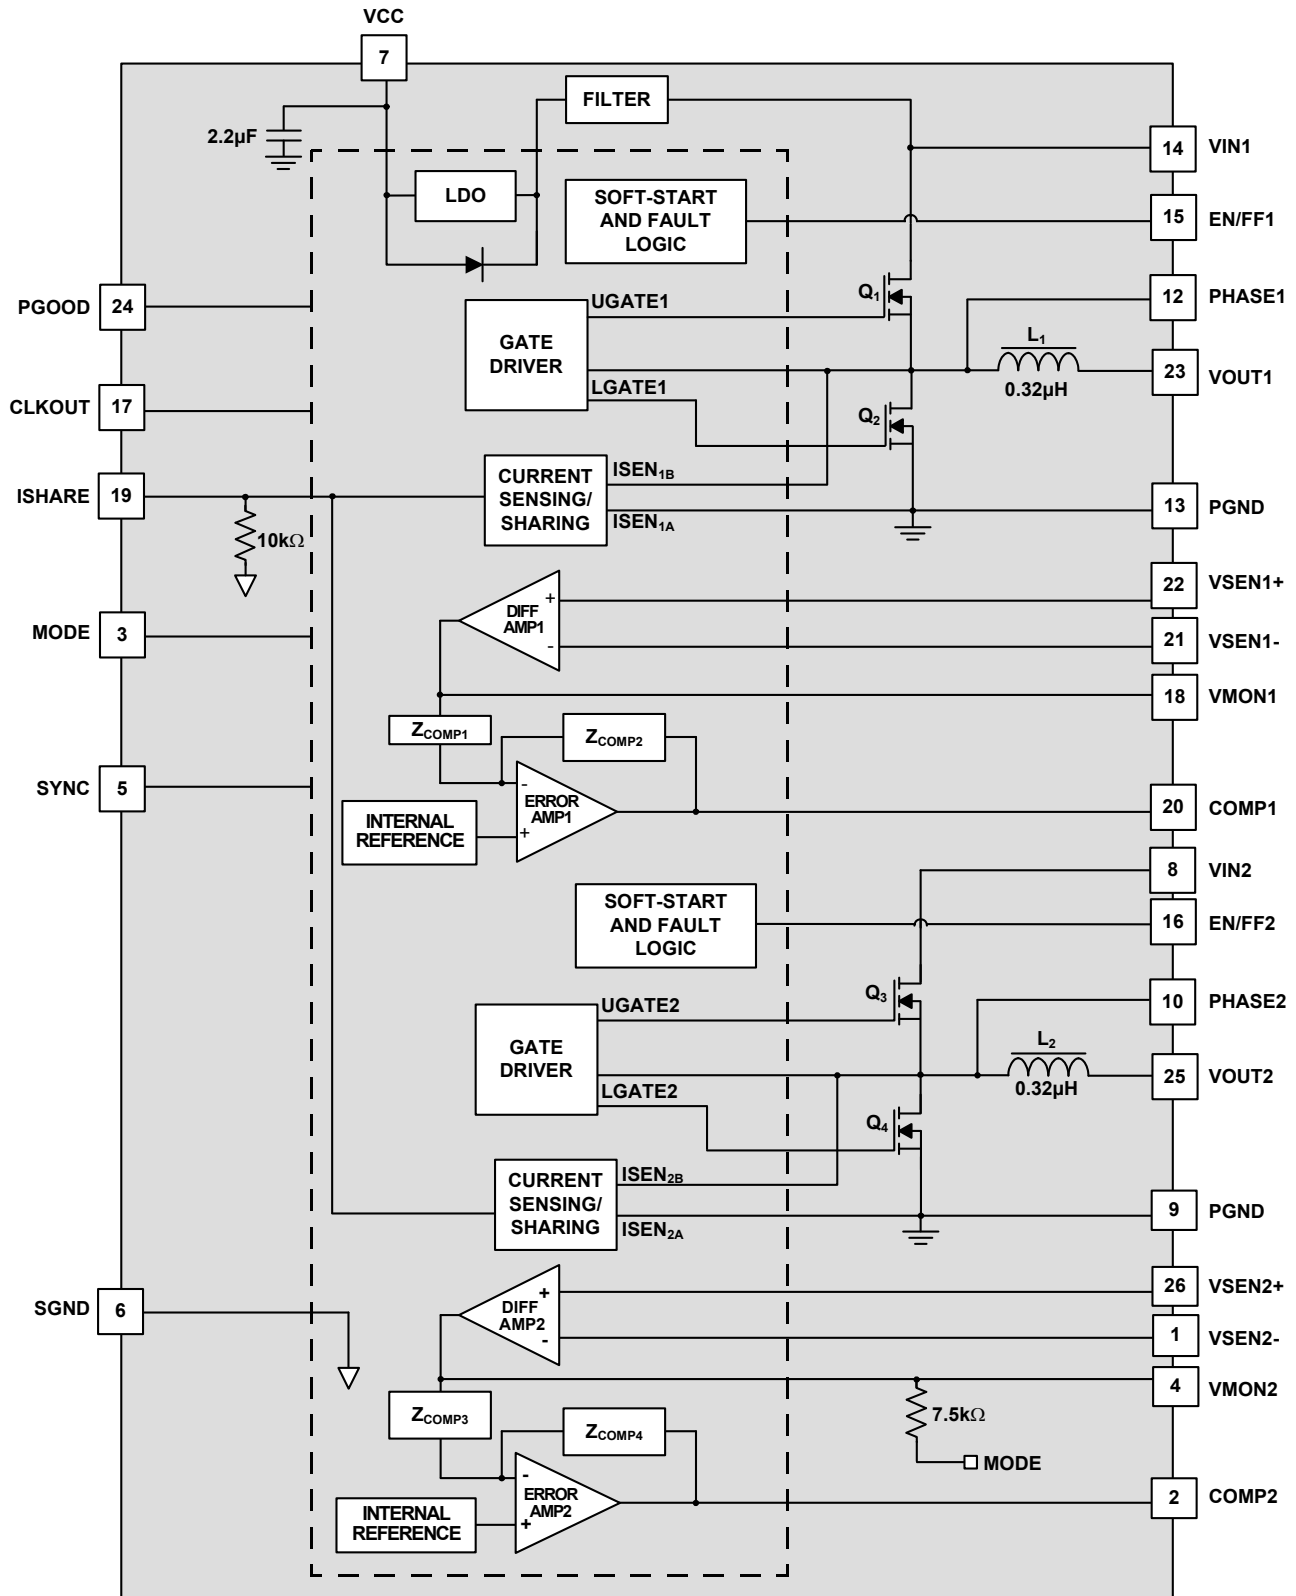 VCC
7
FILTER
2.2µF
14 VIN1
LDO
SOFT-START
AND FAULT
LOGIC
15 EN/FF1
PGOOD 24
UGATE1
Q1
12 PHASE1
GATE
DRIVER
L1
0.32µH
23 VOUT1
LGATE1
CLKOUT 17
Q2
ISHARE 19
CURRENT
SENSING/
SHARING
ISEN1B
ISEN1A
13 PGND
10kΩ
+
DIFF
AMP1
-
22 VSEN1+
MODE 3
21 VSEN1-
18 VMON1
ZCOMP1
ZCOMP2
SYNC 5
-
ERROR
AMP1
+
INTERNAL
REFERENCE
20 COMP1
8 VIN2
SOFT-START
AND FAULT
LOGIC
16 EN/FF2
UGATE2
Q3
10 PHASE2
GATE
DRIVER
L2
0.32µH
25 VOUT2
LGATE2
Q4
CURRENT
SENSING/
SHARING
ISEN2B
ISEN2A
9 PGND
SGND 6
+
DIFF
AMP2
-
26 VSEN2+
1 VSEN2-
4 VMON2
ZCOMP3
7.5kΩ
ZCOMP4
MODE
-
ERROR
AMP2
+
INTERNAL
REFERENCE
2 COMP2